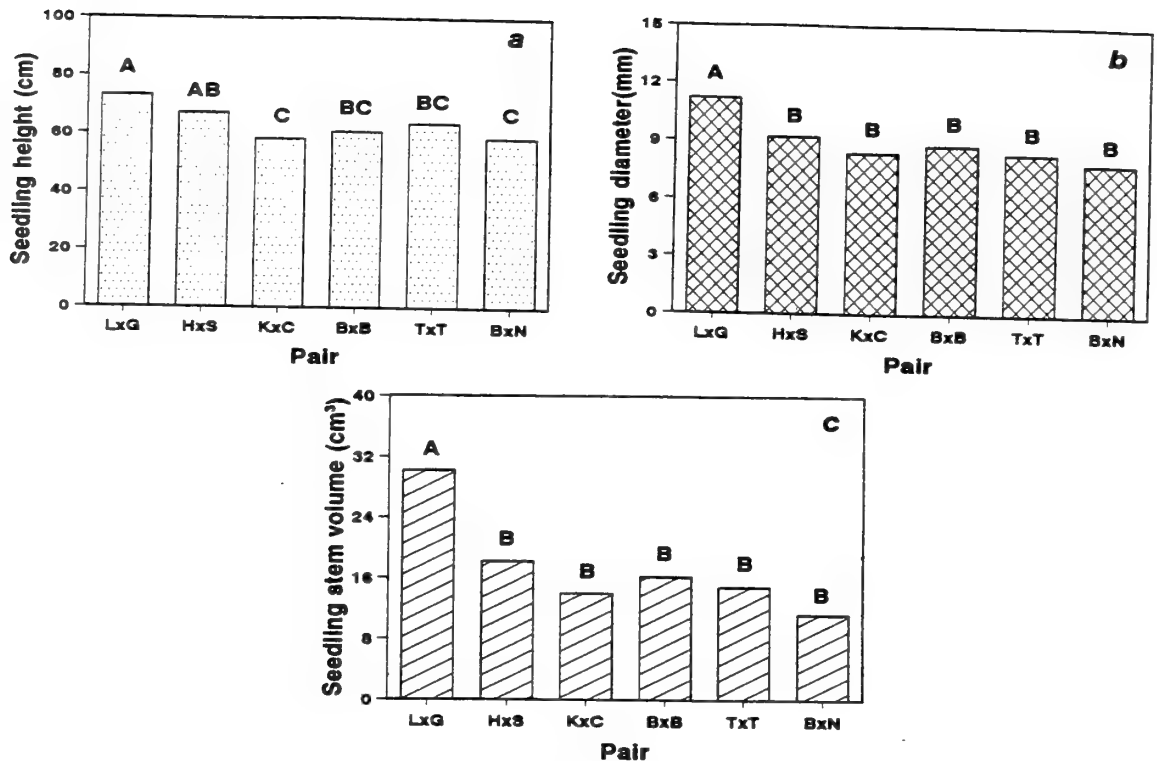 a
Seedling height (cm)
100
80
60
40
20
0
A
AB
C
BC
BC
C
LxG HxS KxC BxB TxT BxN
Pair
b
Seedling diameter(mm)
15
12
9
6
3
0
A
B
B
B
B
B
LxG HxS KxC BxB TxT BxN
Pair
c
Seedling stem volume (cm³)
40
32
24
16
8
0
A
B
B
B
B
B
LxG HxS KxC BxB TxT BxN
Pair